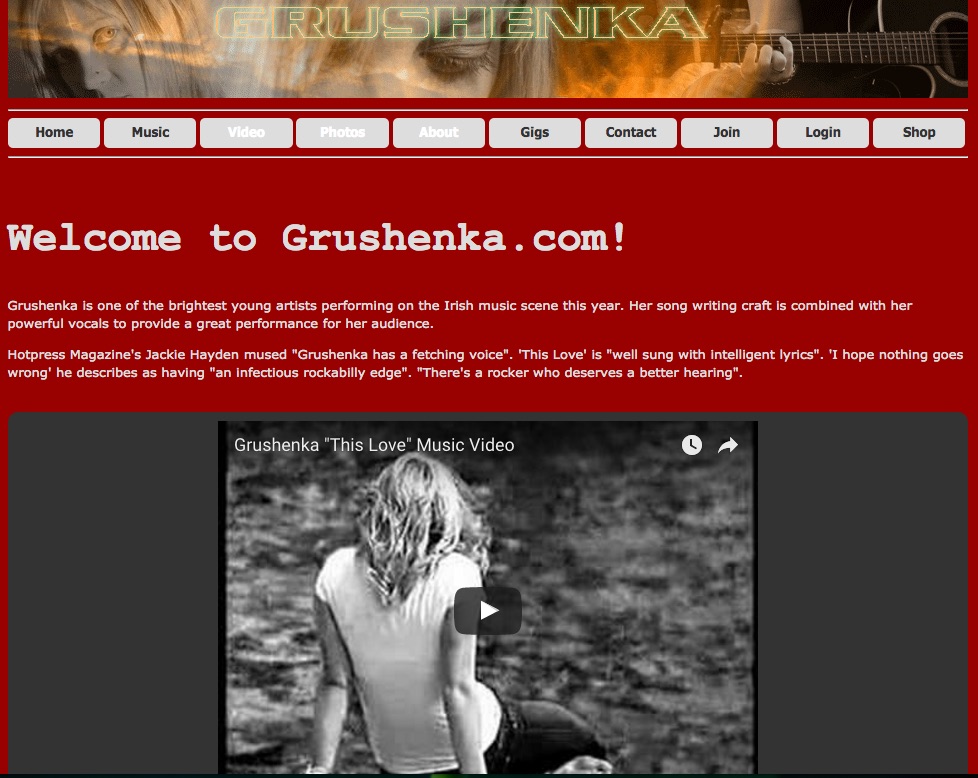 GRUSHENKA
Home Music Video Photos About Gigs Contact Join Login Shop
Welcome to Grushenka.com!
Grushenka is one of the brightest young artists performing on the Irish music scene this year. Her song writing craft is combined with her
powerful vocals to provide a great performance for her audience.
Hotpress Magazine's Jackie Hayden mused "Grushenka has a fetching voice". 'This Love' is "well sung with intelligent lyrics". 'I hope nothing goes
wrong' he describes as having "an infectious rockabilly edge". "There's a rocker who deserves a better hearing".
Grushenka "This Love" Music Video